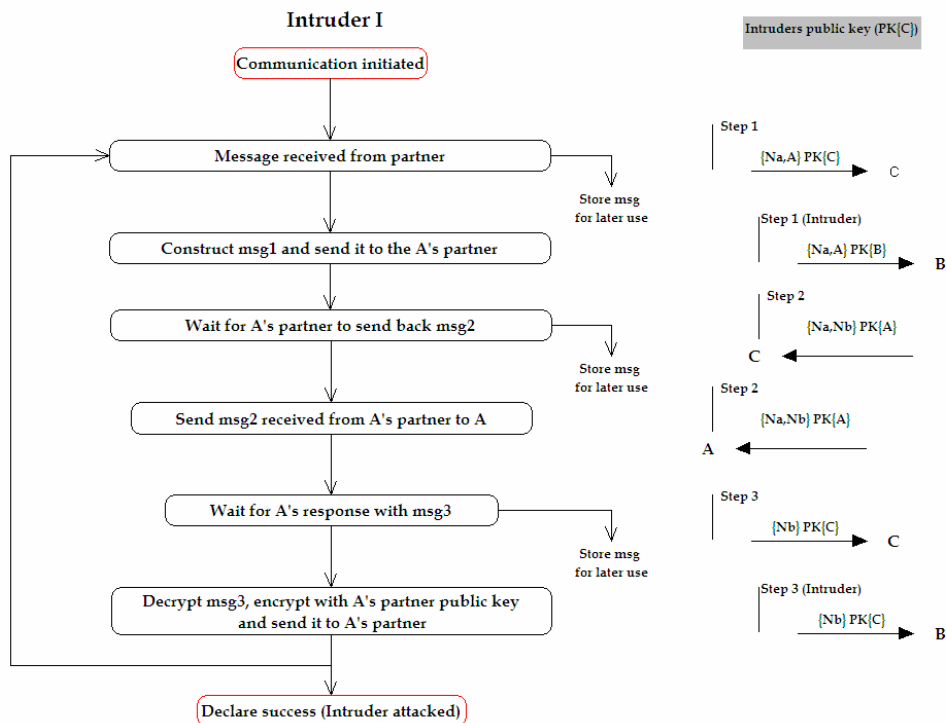 Intruder I
Intruders public key (PK{C})
Communication initiated
Message received from partner
Store msg
for later use
Construct msg1 and send it to the A's partner
Wait for A's partner to send back msg2
Store msg
for later use
Send msg2 received from A's partner to A
Wait for A's response with msg3
Store msg
for later use
Decrypt msg3, encrypt with A's partner public key
and send it to A's partner
Declare success (Intruder attacked)
Step 1
{Na,A} PK{C}
C
Step 1 (Intruder)
{Na,A} PK{B}
B
Step 2
{Na,Nb} PK{A}
C
Step 2
{Na,Nb} PK{A}
A
Step 3
{Nb} PK{C}
C
Step 3 (Intruder)
{Nb} PK{C}
B